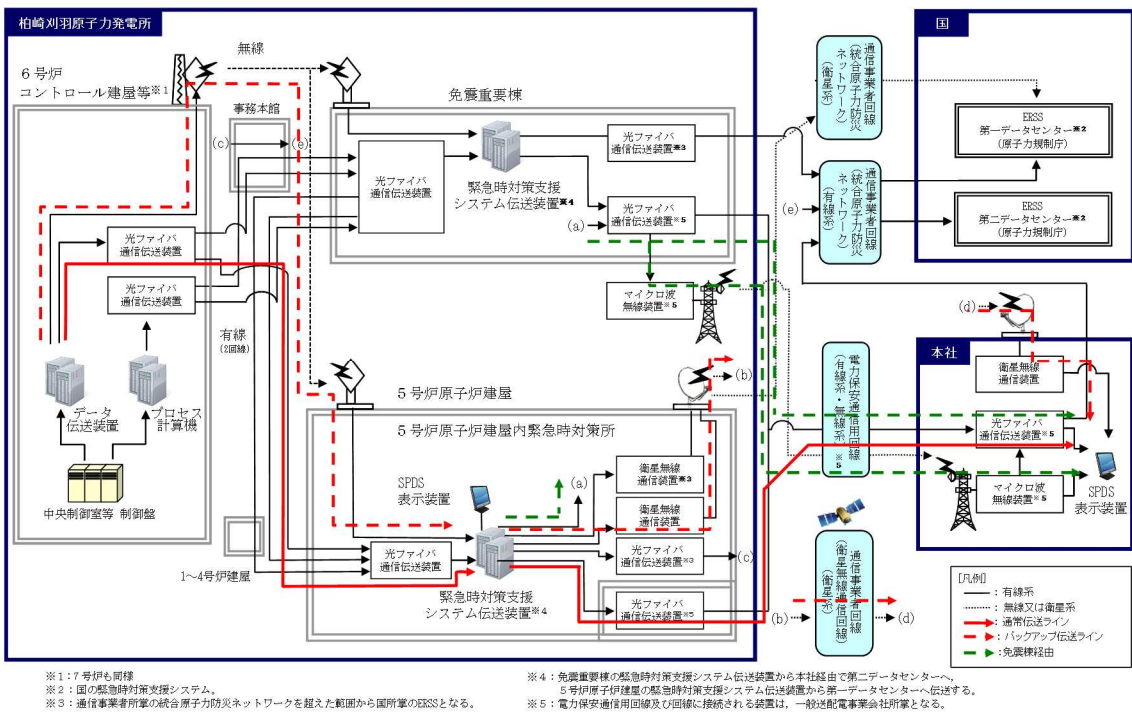 柏崎刈羽原子力発電所
6号炉
コントロール建屋等※1
無線
事務本館
(c)
(e)
免震重要棟
光ファイバ
通信伝送装置
緊急時対策支援
システム伝送装置※4
光ファイバ
通信伝送装置※3
(a)
光ファイバ
通信伝送装置※5
マイクロ波
無線装置※5
光ファイバ
通信伝送装置
光ファイバ
通信伝送装置
有線
(2回線)
データ
伝送装置
プロセス
計算機
中央制御室等 制御盤
1~4号炉建屋
5号炉原子炉建屋
5号炉原子炉建屋内緊急時対策所
SPDS
表示装置
(a)
(b)
衛星無線
通信装置※3
衛星無線
通信装置
光ファイバ
通信伝送装置
緊急時対策支援
システム伝送装置※4
光ファイバ
通信伝送装置※3
(c)
光ファイバ
通信伝送装置※5
通信事業者回線
(統合原子力防災
ネットワーク)
(衛星系)
通信事業者回線
(統合原子力防災
ネットワーク)
(有線系)
(e)
電力保安通信用回線
(有線系・無線系)※5
通信事業者回線
(衛星無線通信回線)
(衛星系)
(b)
(d)
国
ERSS
第一データセンター※2
(原子力規制庁)
ERSS
第二データセンター※2
(原子力規制庁)
(d)
本社
衛星無線
通信装置
光ファイバ
通信伝送装置※5
マイクロ波
無線装置※5
SPDS
表示装置
[凡例]
:有線系
:無線又は衛星系
:通常伝送ライン
:バックアップ伝送ライン
:免震棟経由
※1:7号炉も同様
※2:国の緊急時対策支援システム。
※3:通信事業者所掌の統合原子力防災ネットワークを超えた範囲から国所掌のERSSとなる。
※4:免震重要棟の緊急時対策支援システム伝送装置から本社経由で第二データセンターへ,
5号炉原子炉建屋の緊急時対策支援システム伝送装置から第一データセンターへ伝送する。
※5:電力保安通信用回線及び回線に接続される装置は,一般送配電事業会社所掌となる。